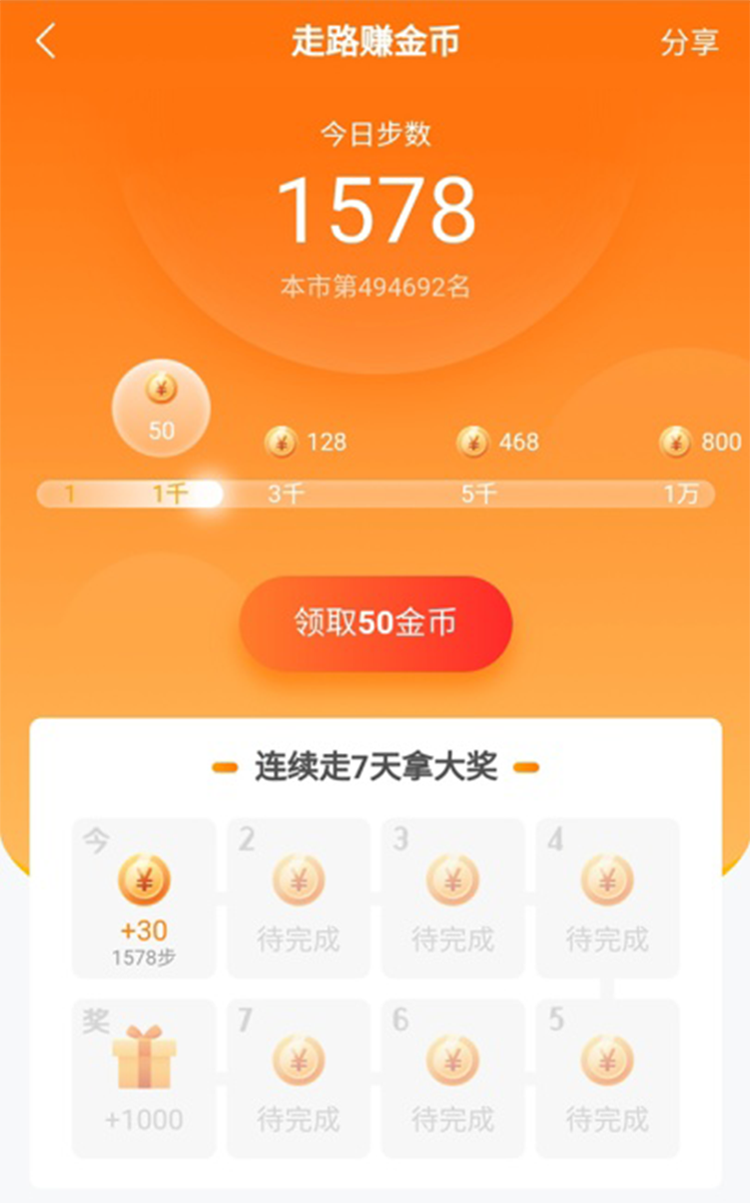 走路赚金币
分享
今日步数
1578
本市第494692名
50
128
468
800
1
1千
3千
5千
1万
领取50金币
连续走7天拿大奖
今
2
3
4
+30
待完成
待完成
待完成
1578步
奖
7
6
5
+1000
待完成
待完成
待完成